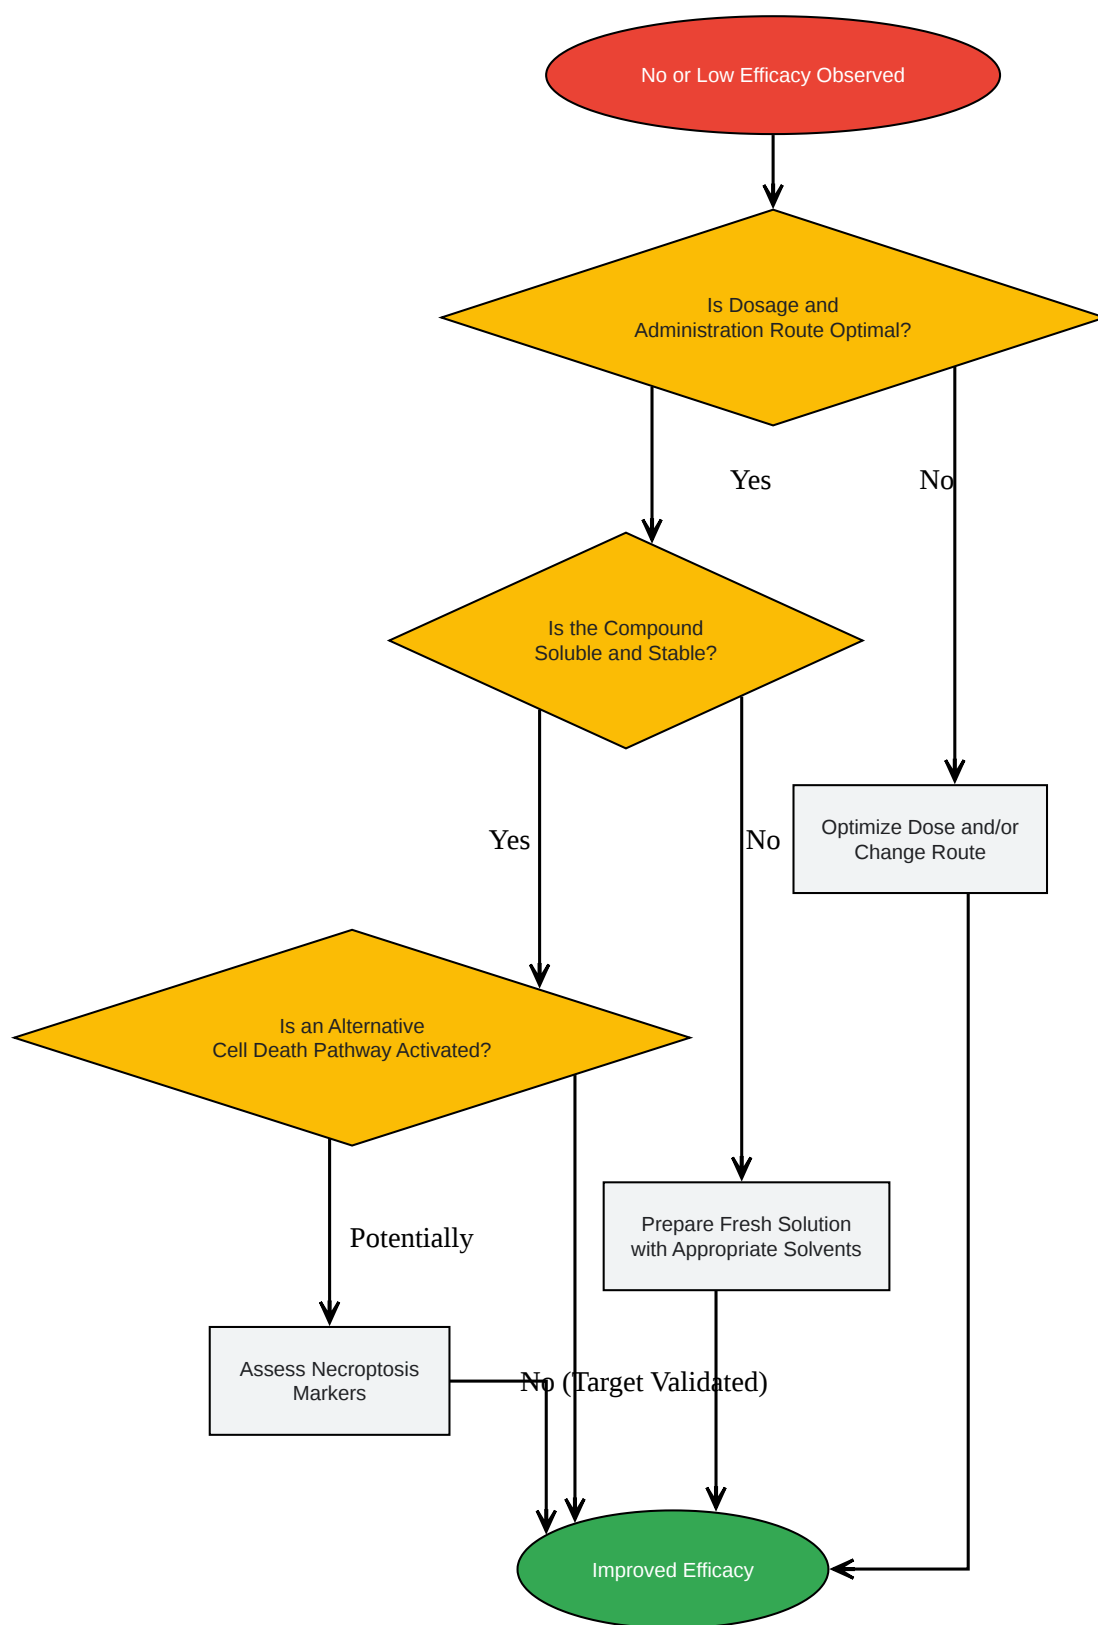 No or Low Efficacy Observed
Is Dosage and
Administration Route Optimal?
Yes
No
Is the Compound
Soluble and Stable?
Yes
No
Optimize Dose and/or
Change Route
Is an Alternative
Cell Death Pathway Activated?
Potentially
Prepare Fresh Solution
with Appropriate Solvents
Assess Necroptosis
Markers
No (Target Validated)
Improved Efficacy